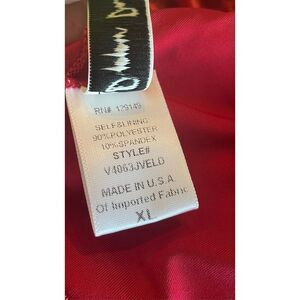 RN# 129149
SELF&LINING
90%POLYESTER
10%SPANDEX
STYLE#
V4063JVELD
MADE IN U.S.A
Of Imported Fabric
XL